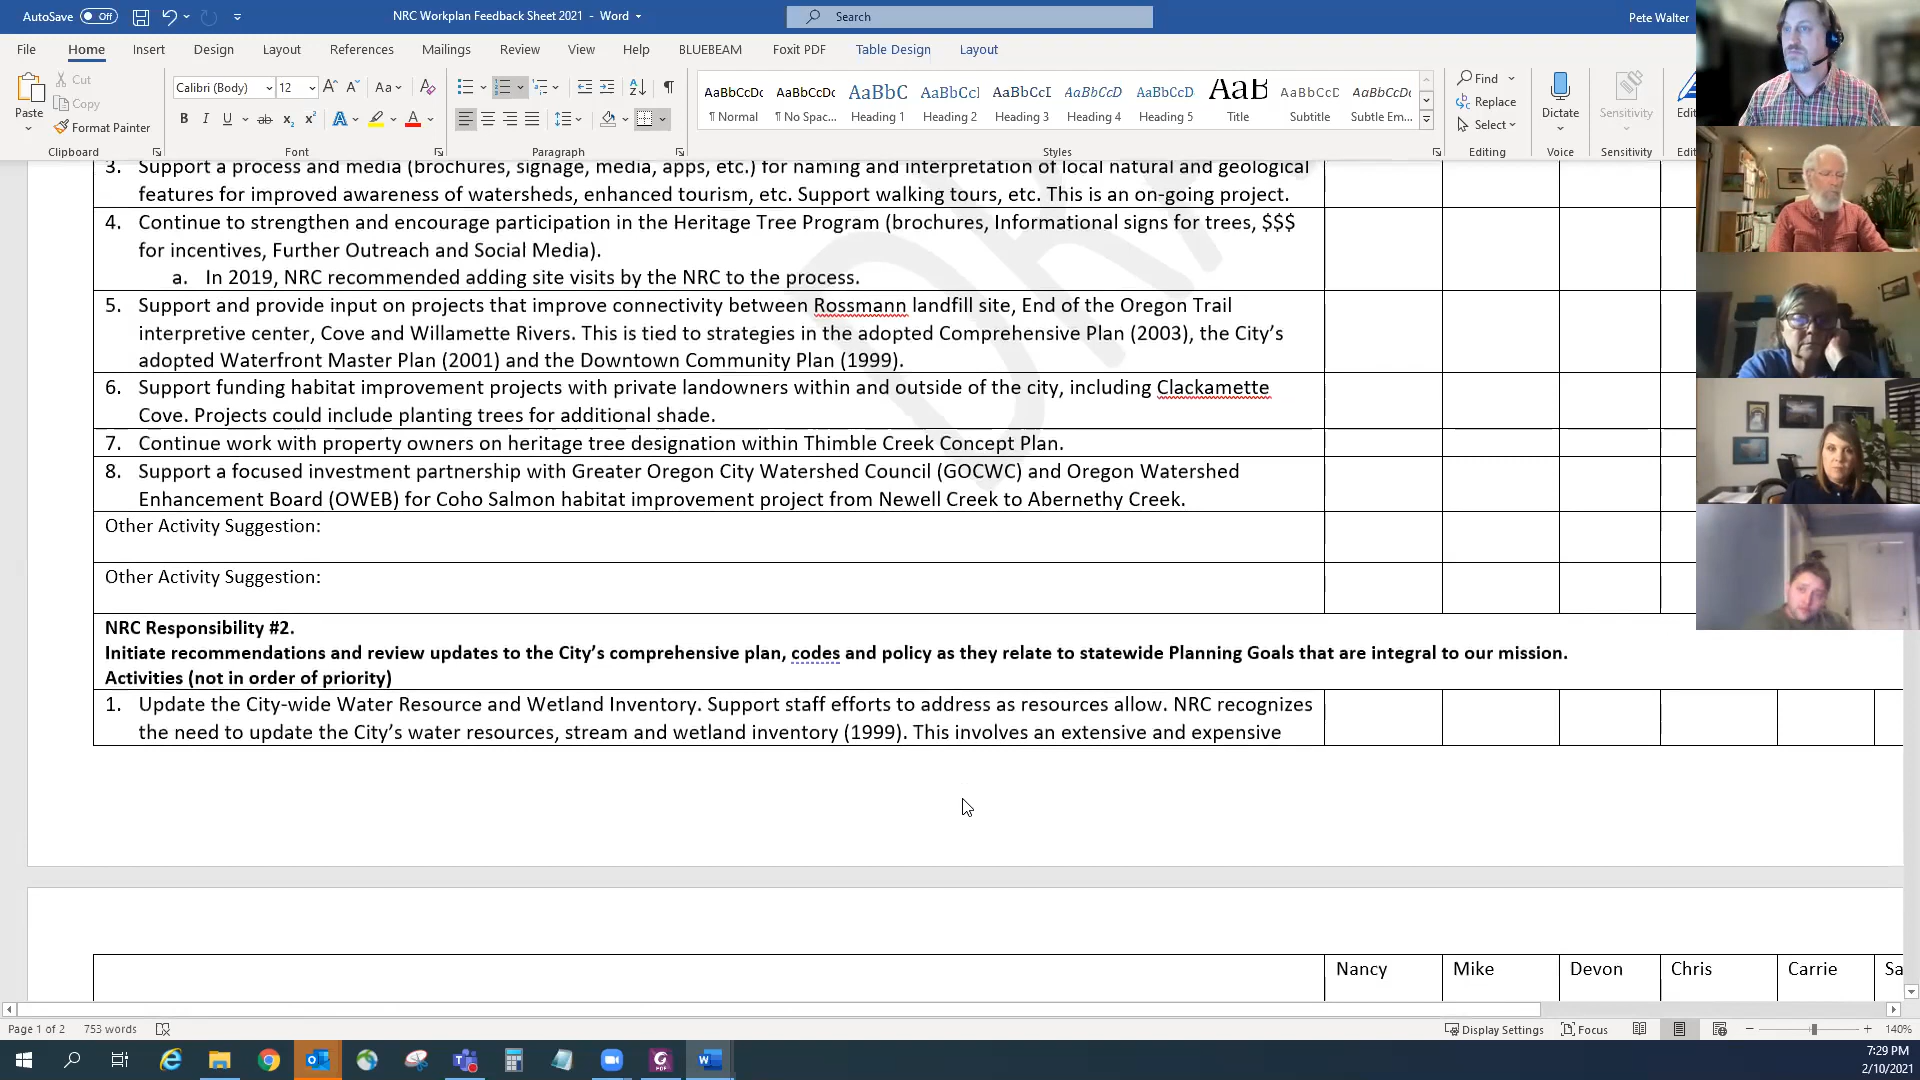 AutoSave Off NRC Workplan Feedback Sheet 2021 - Word Search Pete Walter
File Home Insert Design Layout References Mailings Review View Help BLUEBEAM Foxit PDF Table Design Layout
Paste Cut Copy Format Painter
Calibri (Body) 12
AaBbCcDc AaBbCcDc AaBbC AaBbCcI AaBbCcI AaBbCcD AaBbCcD AaB AaBbCcD AaBbCcDc
¶ Normal ¶ No Spac... Heading 1 Heading 2 Heading 3 Heading 4 Heading 5 Title Subtitle Subtle Em...
Find Replace Select Dictate Sensitivity Edit
Clipboard Font Paragraph Styles Editing Voice Sensitivity Edit
3. Support a process and media (brochures, signage, media, apps, etc.) for naming and interpretation of local natural and geological
features for improved awareness of watersheds, enhanced tourism, etc. Support walking tours, etc. This is an on-going project.
4. Continue to strengthen and encourage participation in the Heritage Tree Program (brochures, Informational signs for trees, $$$
for incentives, Further Outreach and Social Media).
a. In 2019, NRC recommended adding site visits by the NRC to the process.
5. Support and provide input on projects that improve connectivity between Rossmann landfill site, End of the Oregon Trail
interpretive center, Cove and Willamette Rivers. This is tied to strategies in the adopted Comprehensive Plan (2003), the City's
adopted Waterfront Master Plan (2001) and the Downtown Community Plan (1999).
6. Support funding habitat improvement projects with private landowners within and outside of the city, including Clackamette
Cove. Projects could include planting trees for additional shade.
7. Continue work with property owners on heritage tree designation within Thimble Creek Concept Plan.
8. Support a focused investment partnership with Greater Oregon City Watershed Council (GOCWC) and Oregon Watershed
Enhancement Board (OWEB) for Coho Salmon habitat improvement project from Newell Creek to Abernethy Creek.
Other Activity Suggestion:
Other Activity Suggestion:
NRC Responsibility #2.
Initiate recommendations and review updates to the City's comprehensive plan, codes and policy as they relate to statewide Planning Goals that are integral to our mission.
Activities (not in order of priority)
1. Update the City-wide Water Resource and Wetland Inventory. Support staff efforts to address as resources allow. NRC recognizes
the need to update the City's water resources, stream and wetland inventory (1999). This involves an extensive and expensive
Nancy Mike Devon Chris Carrie Sa
Page 1 of 2 753 words Display Settings Focus 140%
7:29 PM
2/10/2021